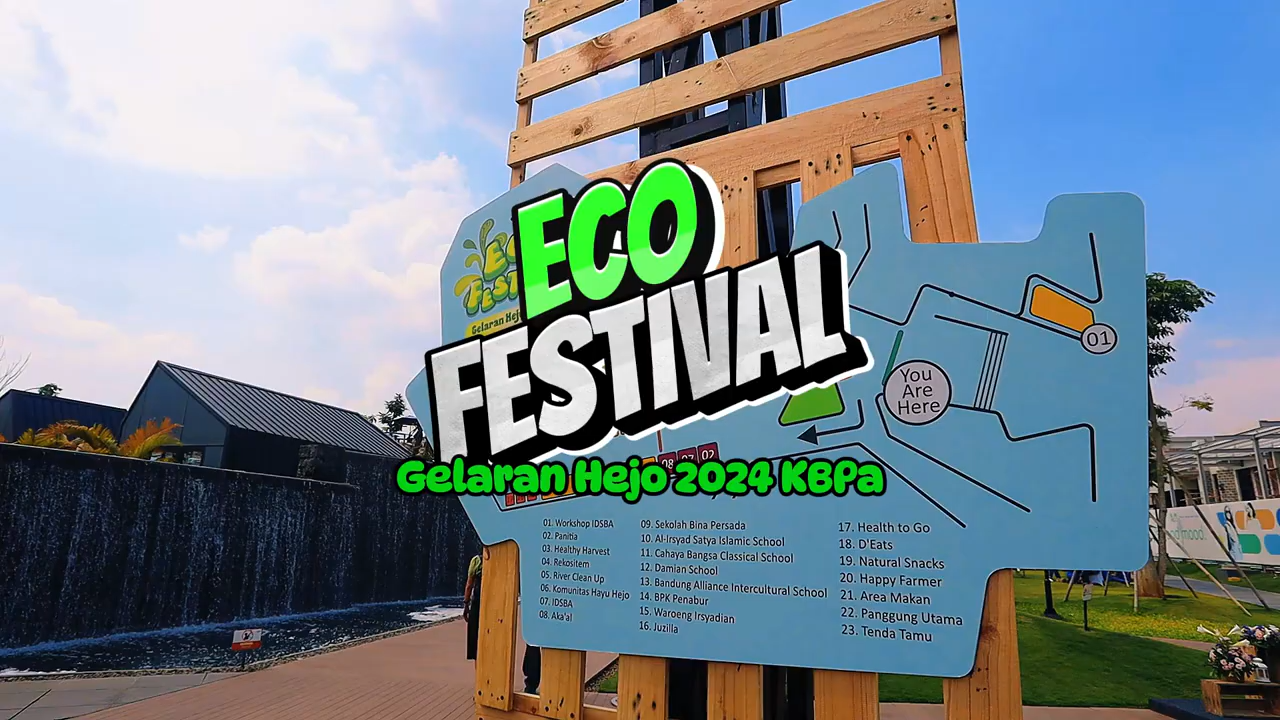 ECO
FESTIVAL
Gelaran Hejo 2024 KBPa
Gelaran Hejo
01
You
Are
Here
08 07 02
01. Workshop IDSBA
02. Panitia
03. Healthy Harvest
04. Rekositem
05. River Clean Up
06. Komunitas Hayu Hejo
07. IDSBA
08. Aka'al
09. Sekolah Bina Persada
10. Al-Irsyad Satya Islamic School
11. Cahaya Bangsa Classical School
12. Damian School
13. Bandung Alliance Intercultural School
14. BPK Penabur
15. Waroeng Irsyadian
16. Juzilla
17. Health to Go
18. D'Eats
19. Natural Snacks
20. Happy Farmer
21. Area Makan
22. Panggung Utama
23. Tenda Tamu